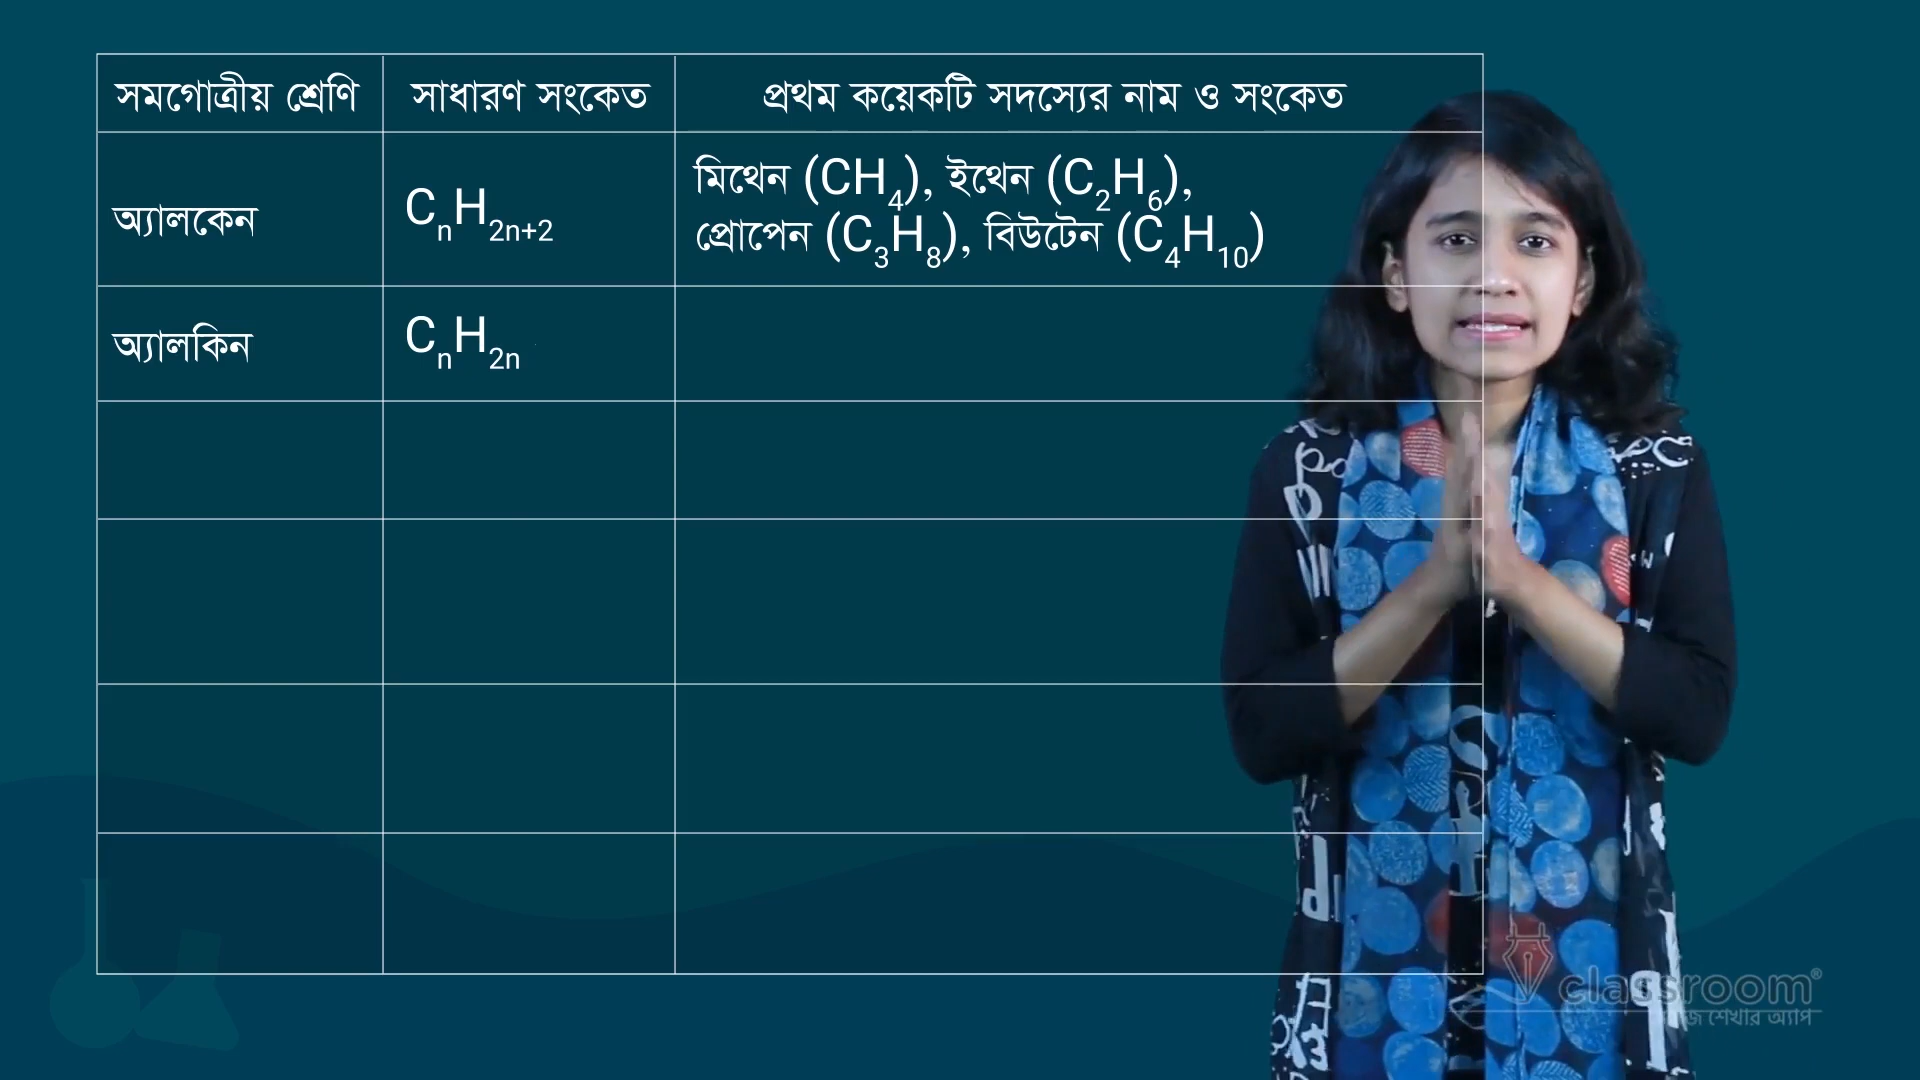 সমগোত্রীয় শ্রেণি সাধারণ সংকেত প্রথম কয়েকটি সদস্যের নাম ও সংকেত
অ্যালকেন CₙH₂ₙ₊₂ মিথেন (CH₄), ইথেন (C₂H₆),
প্রোপেন (C₃H₈), বিউটেন (C₄H₁₀)
অ্যালকিন CₙH₂ₙ
classroom®
শেখার অ্যাপ